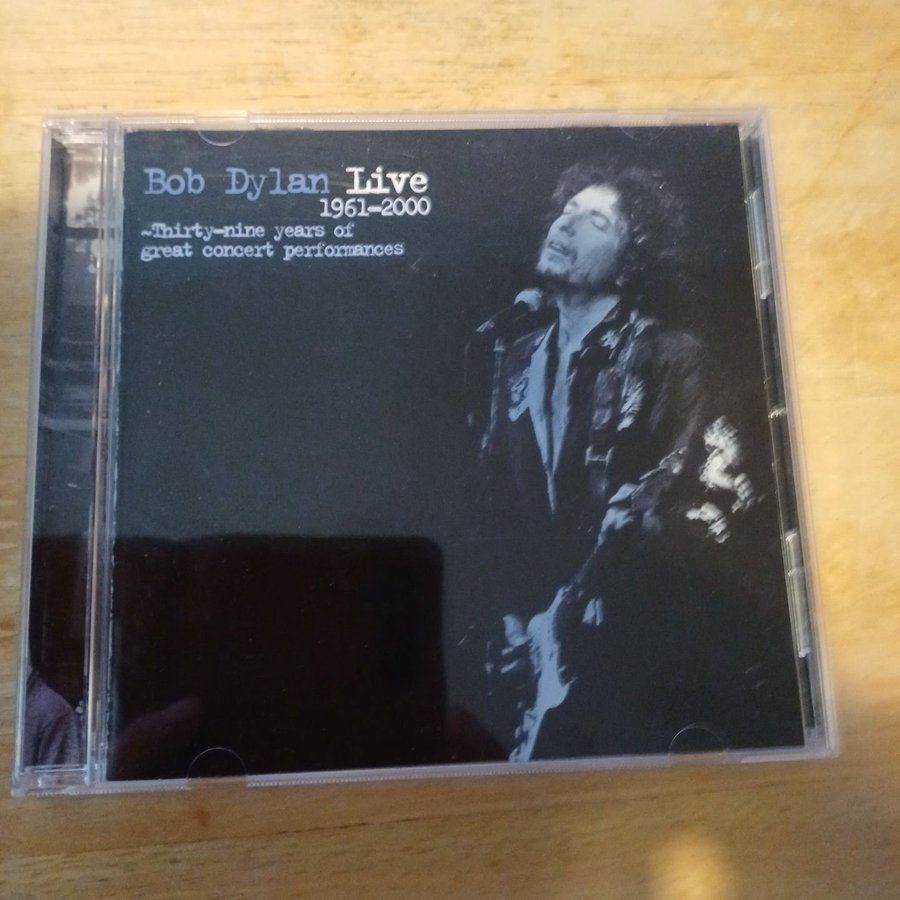 Bob Dylan Live
1961-2000
~Thirty-nine years of
great concert performances